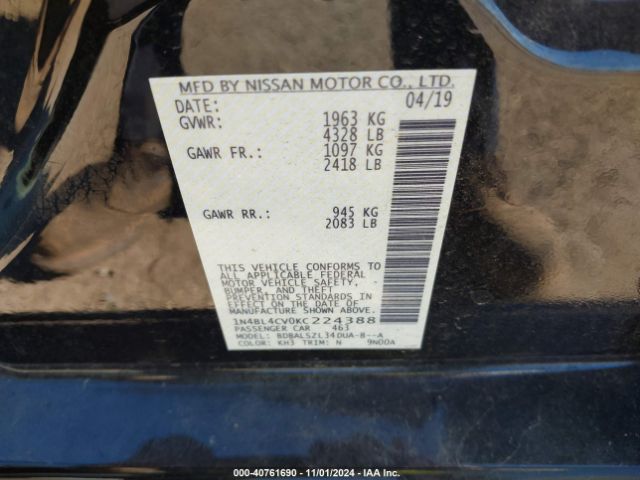 MFD BY NISSAN MOTOR CO., LTD.
DATE: 04/19
GVWR: 1963 KG
4328 LB
GAWR FR.: 1097 KG
2418 LB
GAWR RR.: 945 KG
2083 LB
THIS VEHICLE CONFORMS TO
ALL APPLICABLE FEDERAL
MOTOR VEHICLE SAFETY,
BUMPER, AND THEFT
PREVENTION STANDARDS IN
EFFECT ON THE DATE OF
MANUFACTURE SHOWN ABOVE.
1N4BL4CV0KC224388
PASSENGER CAR 463
MODEL: BDBALSZL34DUA-B--A
COLOR: KH3 TRIM: N 9N00A
000-40761690 - 11/01/2024 - IAA Inc.